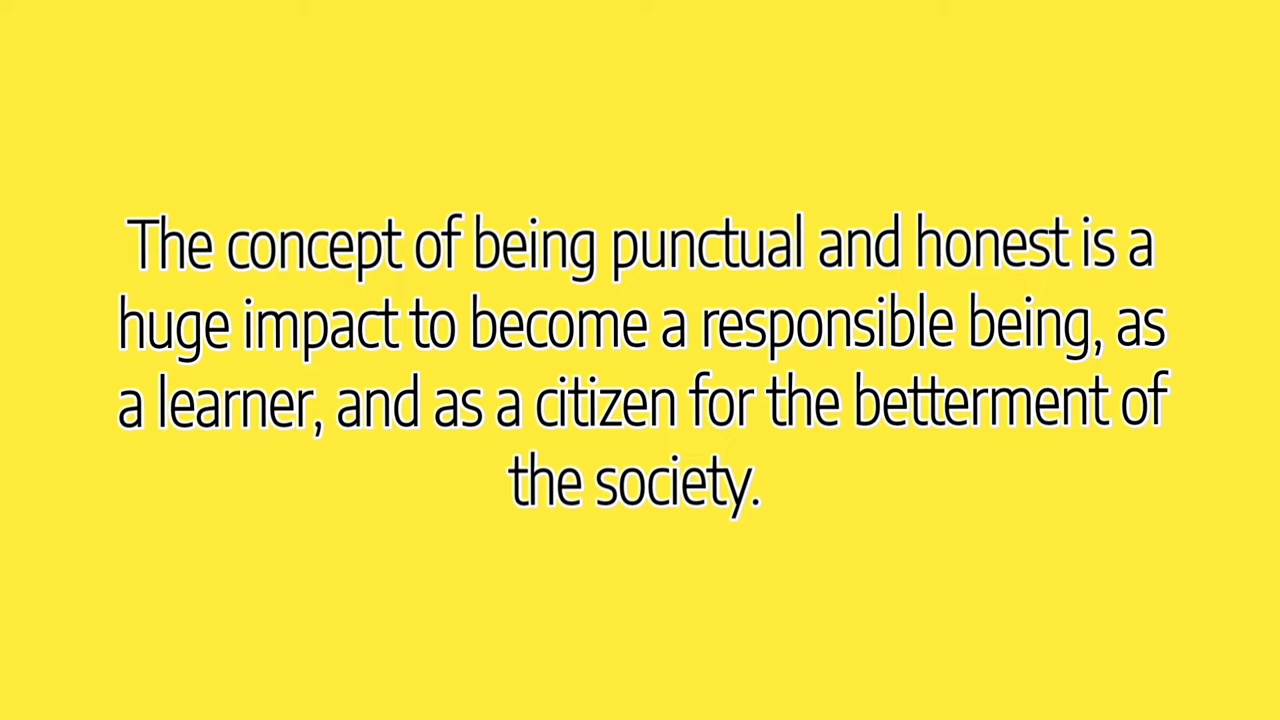 The concept of being punctual and honest is a
huge impact to become a responsible being, as
a learner, and as a citizen for the betterment of
the society.